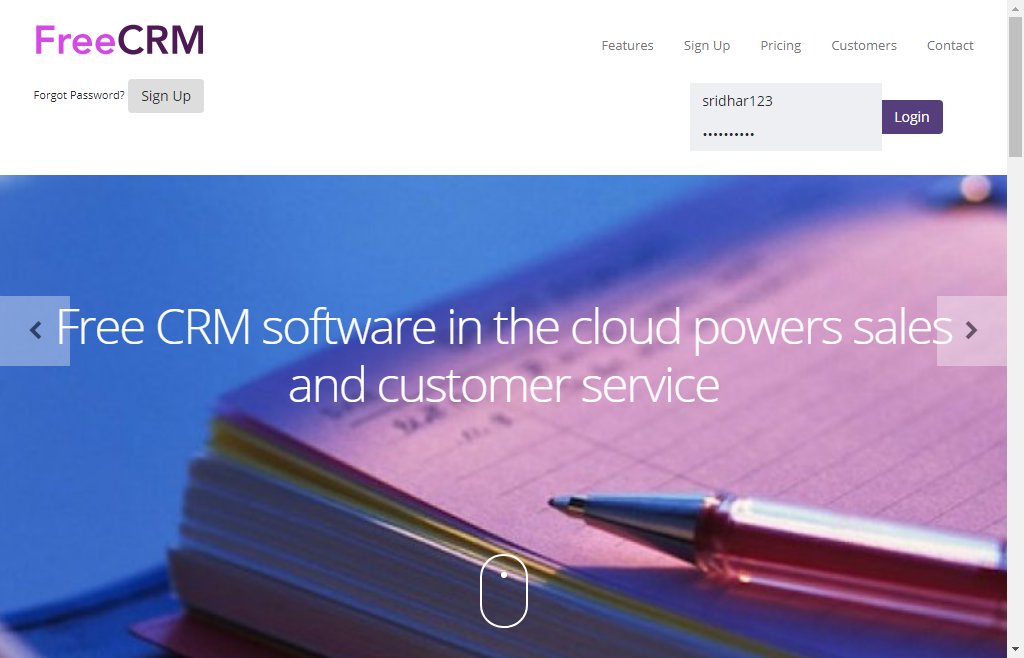 FreeCRM
Features Sign Up Pricing Customers Contact
Forgot Password? Sign Up
sridhar123
••••••••••
Login
Free CRM software in the cloud powers sales
and customer service